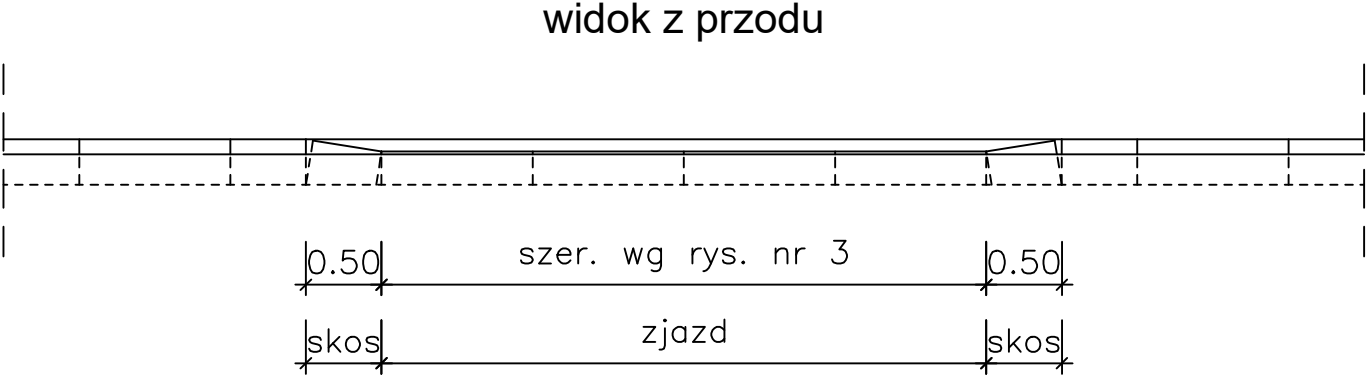 widok z przodu
0.50 szer. wg rys. nr 3 0.50
skos zjazd skos